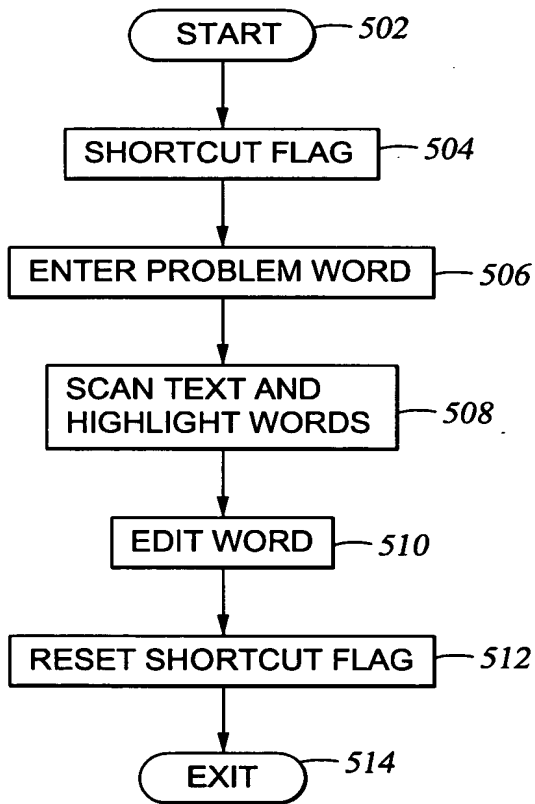 START 502
SHORTCUT FLAG 504
ENTER PROBLEM WORD 506
SCAN TEXT AND
HIGHLIGHT WORDS 508
EDIT WORD 510
RESET SHORTCUT FLAG 512
EXIT 514